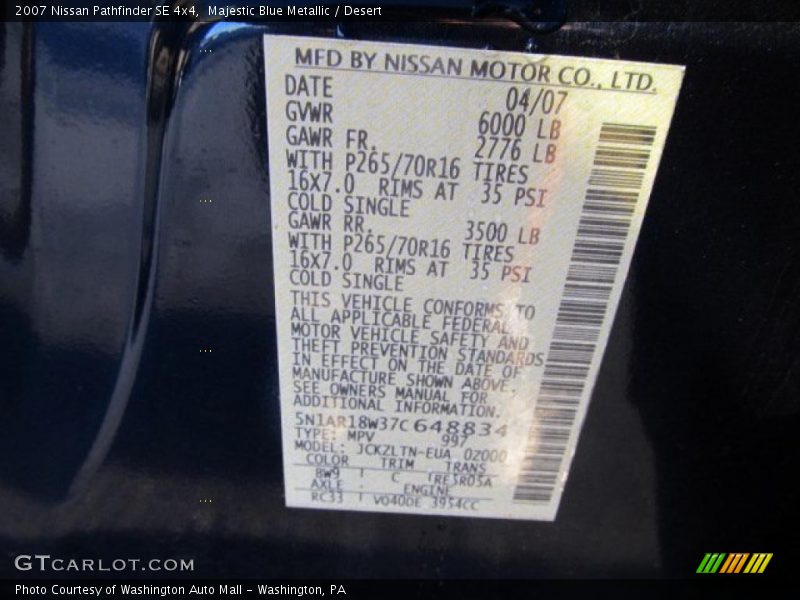 2007 Nissan Pathfinder SE 4x4, Majestic Blue Metallic / Desert
MFD BY NISSAN MOTOR CO., LTD.
DATE 04/07
GVWR 6000 LB
GAWR FR. 2776 LB
WITH P265/70R16 TIRES
16X7.0 RIMS AT 35 PSI
COLD SINGLE
GAWR RR. 3500 LB
WITH P265/70R16 TIRES
16X7.0 RIMS AT 35 PSI
COLD SINGLE
THIS VEHICLE CONFORMS TO
ALL APPLICABLE FEDERAL
MOTOR VEHICLE SAFETY AND
THEFT PREVENTION STANDARDS
IN EFFECT ON THE DATE OF
MANUFACTURE SHOWN ABOVE.
SEE OWNERS MANUAL FOR
ADDITIONAL INFORMATION.
5N1AR18W37C648834
TYPE: MPV 997
MODEL: JCKZLTN-EUA 0Z000
COLOR TRIM TRANS
BW9 C TRE5R05A
AXLE ENGINE
RC33 VQ40DE 3954CC
GTCARLOT.COM
Photo Courtesy of Washington Auto Mall - Washington, PA